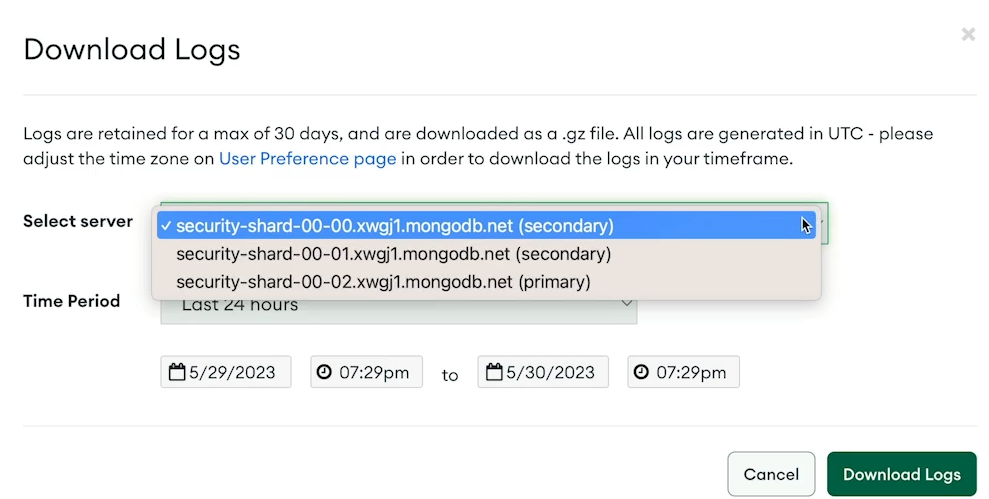 Download Logs
Logs are retained for a max of 30 days, and are downloaded as a .gz file. All logs are generated in UTC - please
adjust the time zone on User Preference page in order to download the logs in your timeframe.
Select server
✓ security-shard-00-00.xwgj1.mongodb.net (secondary)
security-shard-00-01.xwgj1.mongodb.net (secondary)
security-shard-00-02.xwgj1.mongodb.net (primary)
Time Period
Last 24 hours
5/29/2023 07:29pm to 5/30/2023 07:29pm
Cancel Download Logs